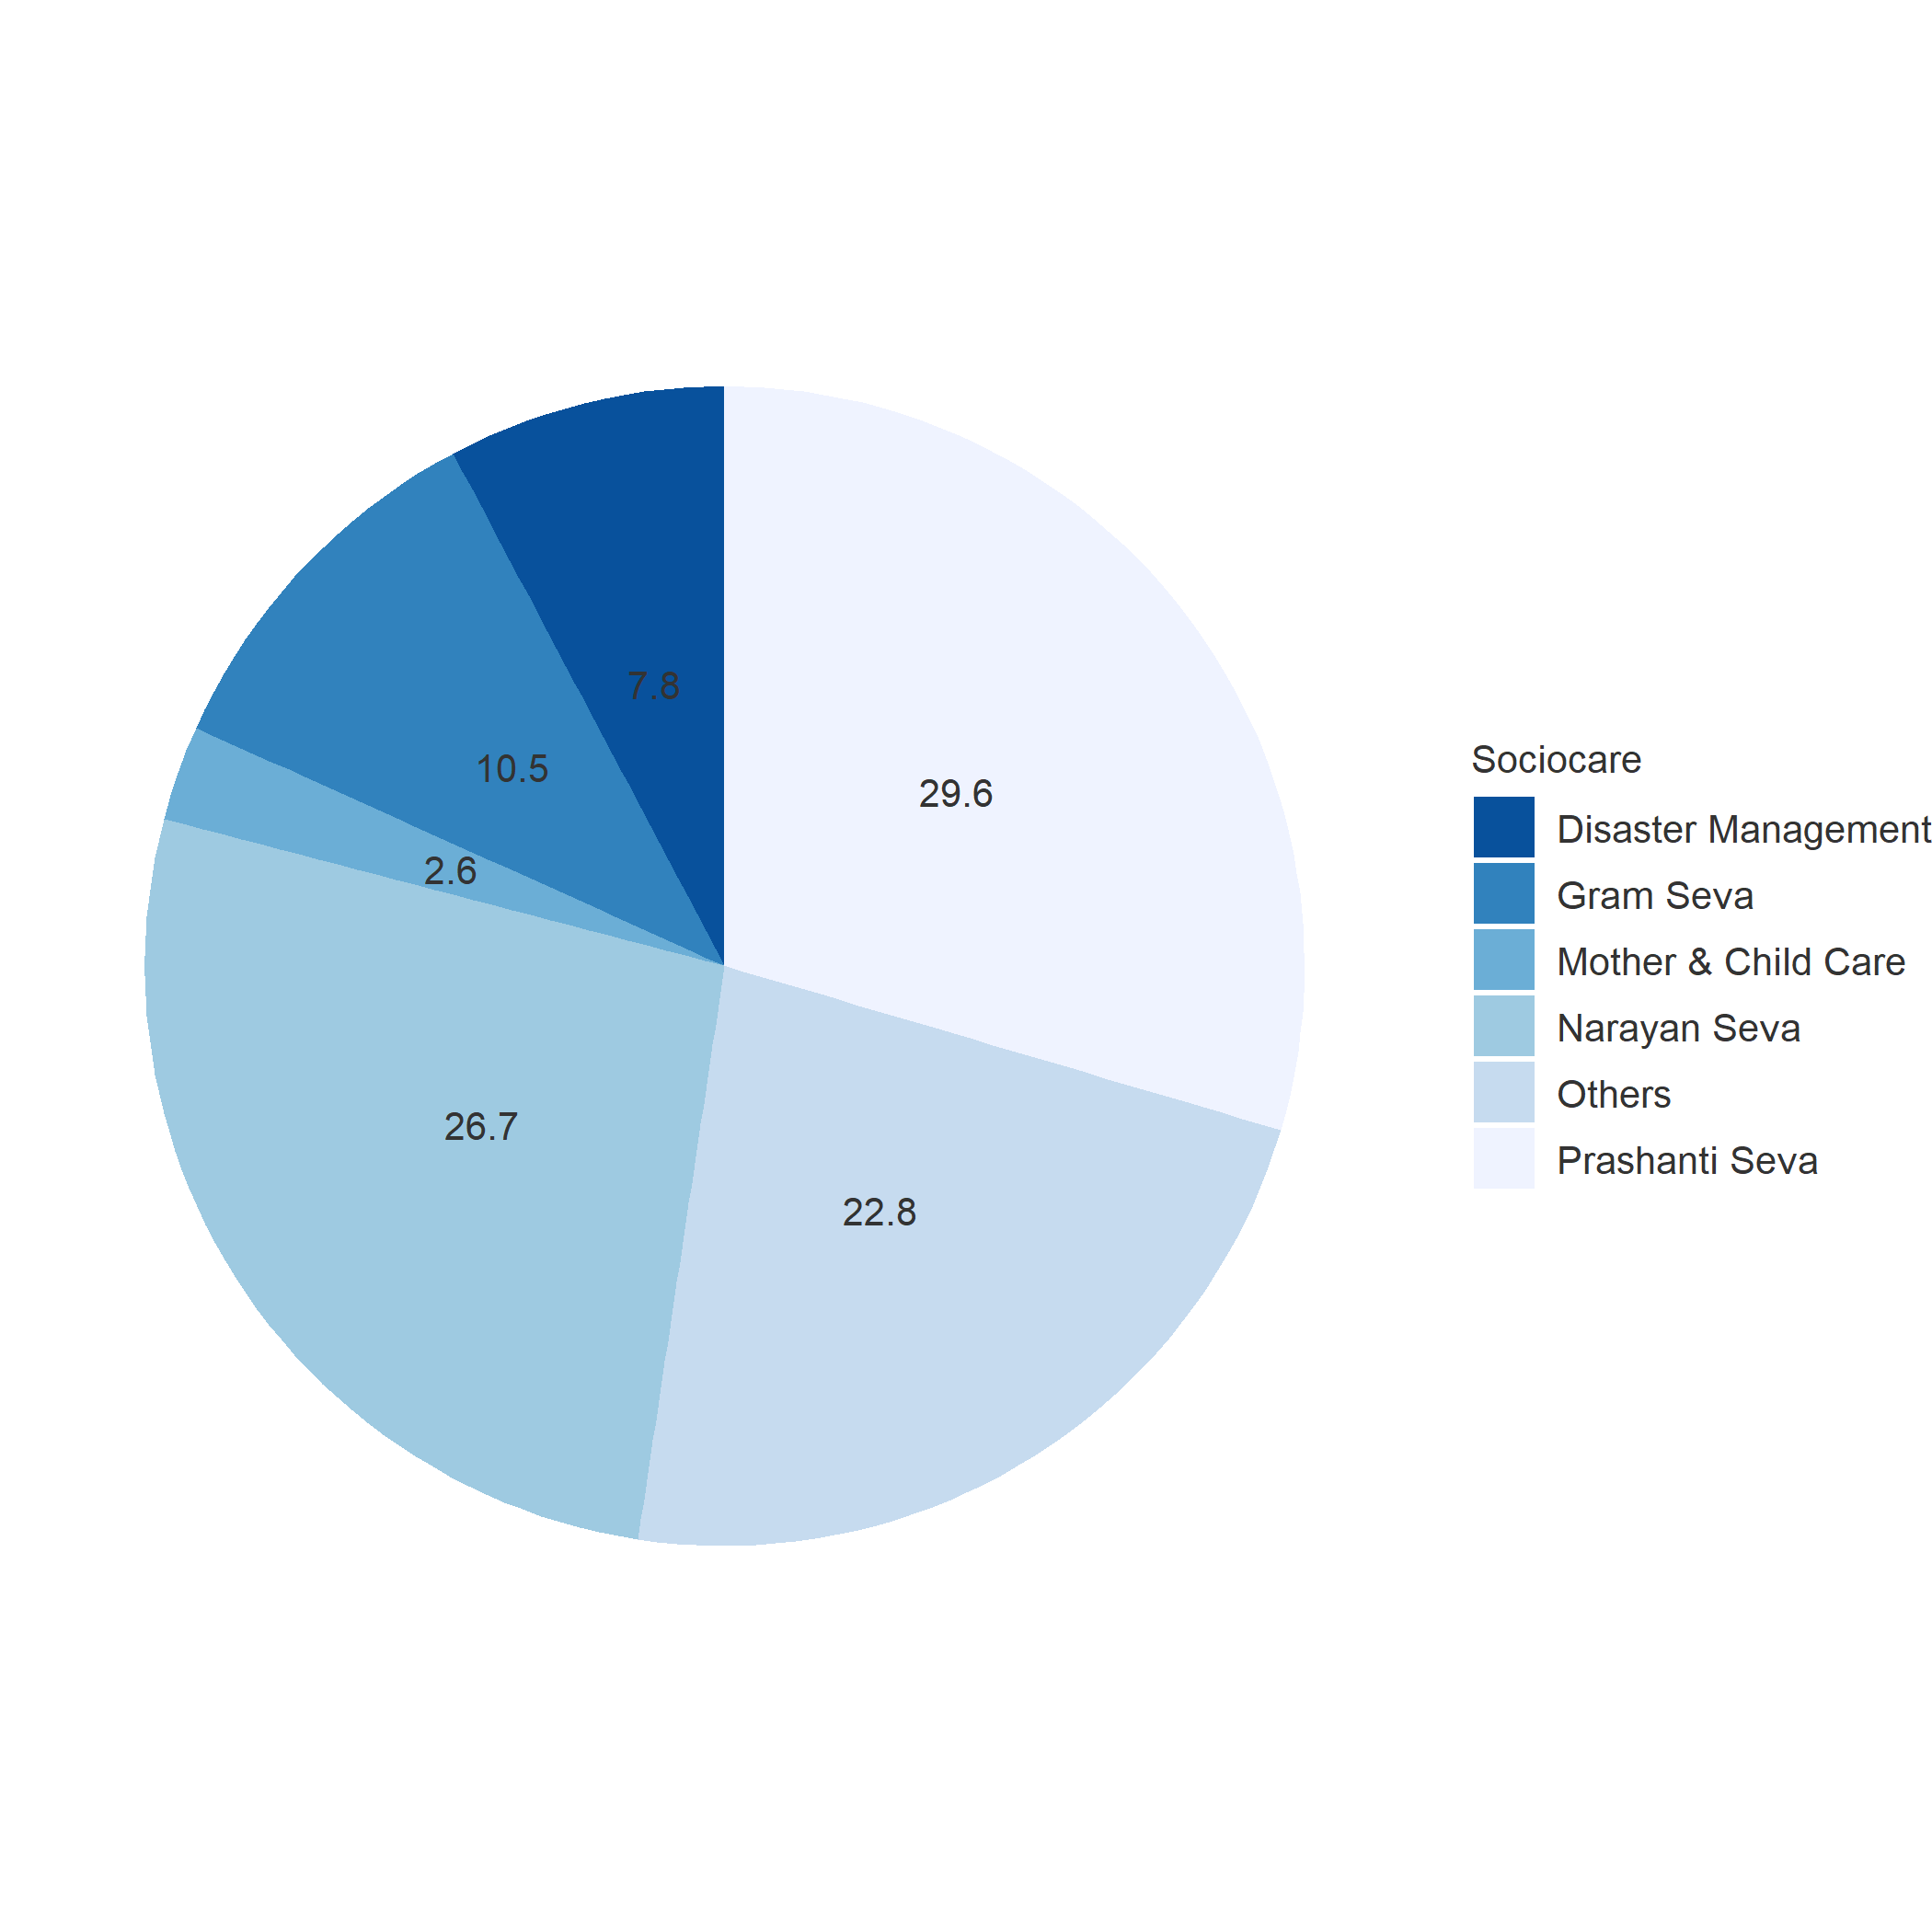 7.8
10.5
29.6
2.6
26.7
22.8
Sociocare
Disaster Management
Gram Seva
Mother & Child Care
Narayan Seva
Others
Prashanti Seva